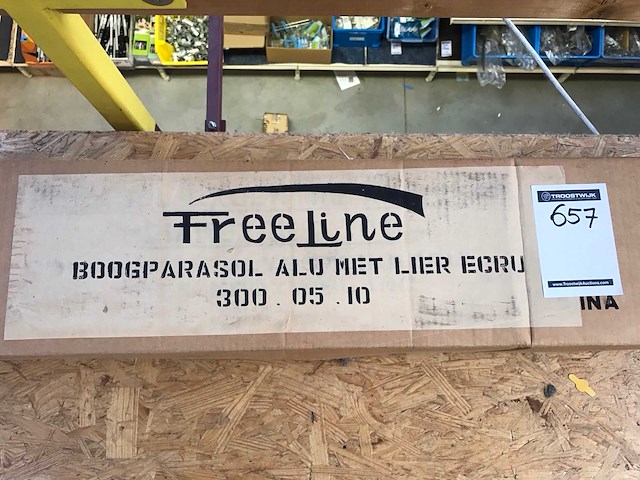 FreeLine
BOOGPARASOL ALU MET LIER ECRU
300 . 05 . 10
TROOSTWIJK
657
www.TroostwijkAuctions.com
INA